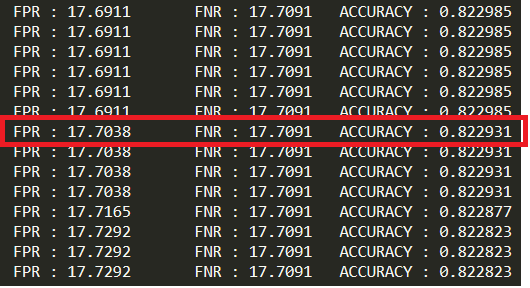 FPR : 17.6911 FNR : 17.7091 ACCURACY : 0.822985
FPR : 17.6911 FNR : 17.7091 ACCURACY : 0.822985
FPR : 17.6911 FNR : 17.7091 ACCURACY : 0.822985
FPR : 17.6911 FNR : 17.7091 ACCURACY : 0.822985
FPR : 17.6911 FNR : 17.7091 ACCURACY : 0.822985
FPR : 17.6911 FNR : 17.7091 ACCURACY : 0.822985
FPR : 17.7038 FNR : 17.7091 ACCURACY : 0.822931
FPR : 17.7038 FNR : 17.7091 ACCURACY : 0.822931
FPR : 17.7038 FNR : 17.7091 ACCURACY : 0.822931
FPR : 17.7038 FNR : 17.7091 ACCURACY : 0.822931
FPR : 17.7165 FNR : 17.7091 ACCURACY : 0.822877
FPR : 17.7292 FNR : 17.7091 ACCURACY : 0.822823
FPR : 17.7292 FNR : 17.7091 ACCURACY : 0.822823
FPR : 17.7292 FNR : 17.7091 ACCURACY : 0.822823